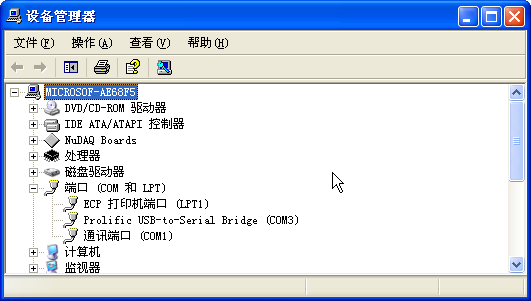 设备管理器
文件(F) 操作(A) 查看(V) 帮助(H)
MICROSOF-AE68F5
DVD/CD-ROM 驱动器
IDE ATA/ATAPI 控制器
NuDAQ Boards
处理器
磁盘驱动器
端口 (COM 和 LPT)
ECP 打印机端口 (LPT1)
Prolific USB-to-Serial Bridge (COM3)
通讯端口 (COM1)
计算机
监视器